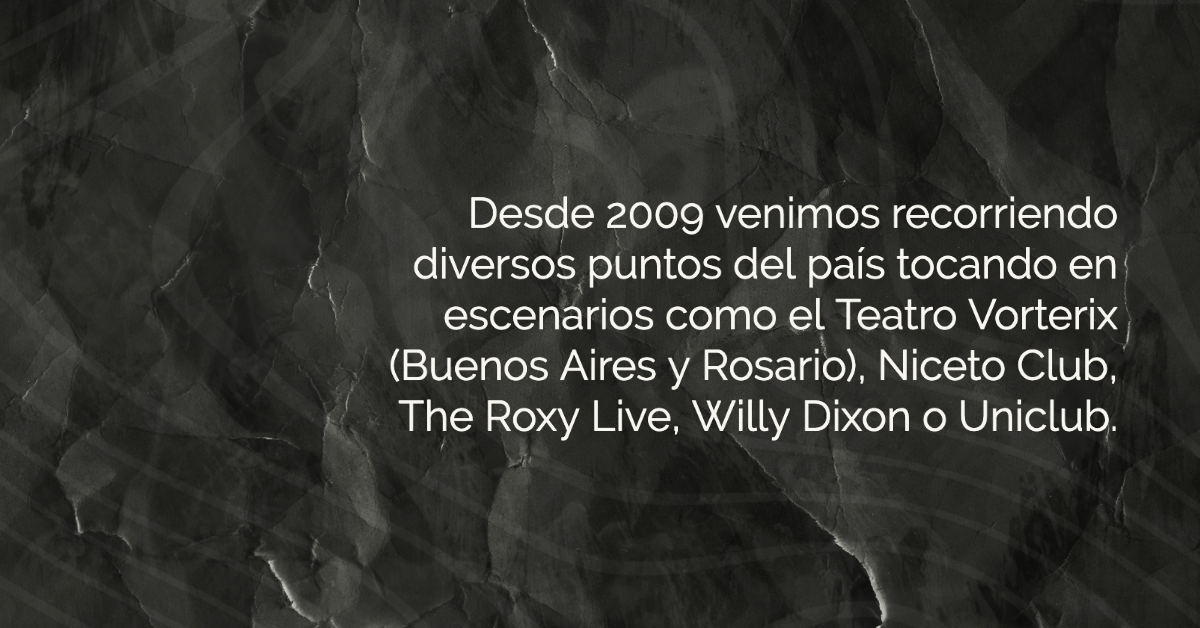 Desde 2009 venimos recorriendo
diversos puntos del país tocando en
escenarios como el Teatro Vorterix
(Buenos Aires y Rosario), Niceto Club,
The Roxy Live, Willy Dixon o Uniclub.